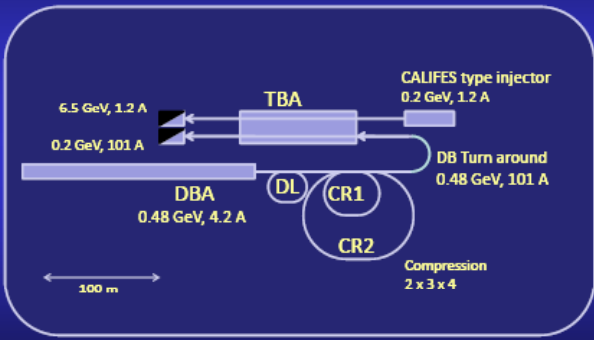 CALIFES type injector
0.2 GeV, 1.2 A
TBA
6.5 GeV, 1.2 A
0.2 GeV, 101 A
DB Turn around
0.48 GeV, 101 A
DBA
0.48 GeV, 4.2 A
DL
CR1
CR2
Compression
2 x 3 x 4
100 m